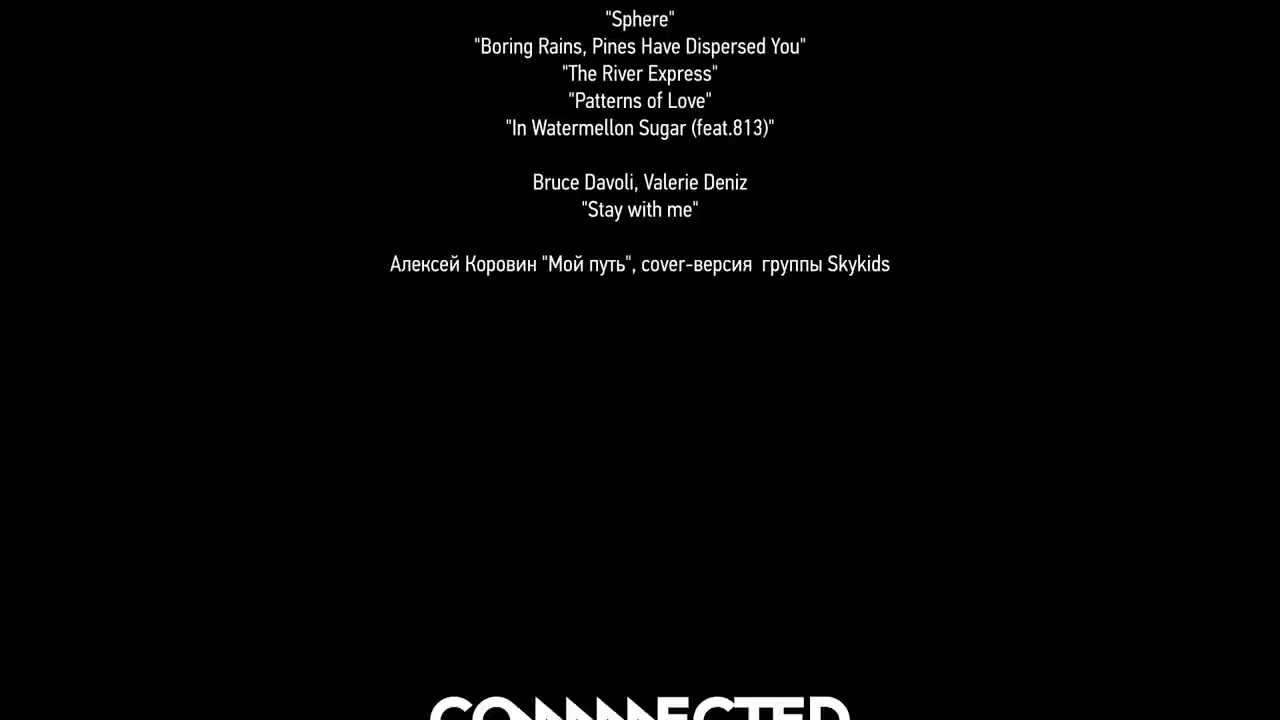 "Sphere"
"Boring Rains, Pines Have Dispersed You"
"The River Express"
"Patterns of Love"
"In Watermellon Sugar (feat.813)"
Bruce Davoli, Valerie Deniz
"Stay with me"
Алексей Коровин "Мой путь", cover-версия  группы Skykids